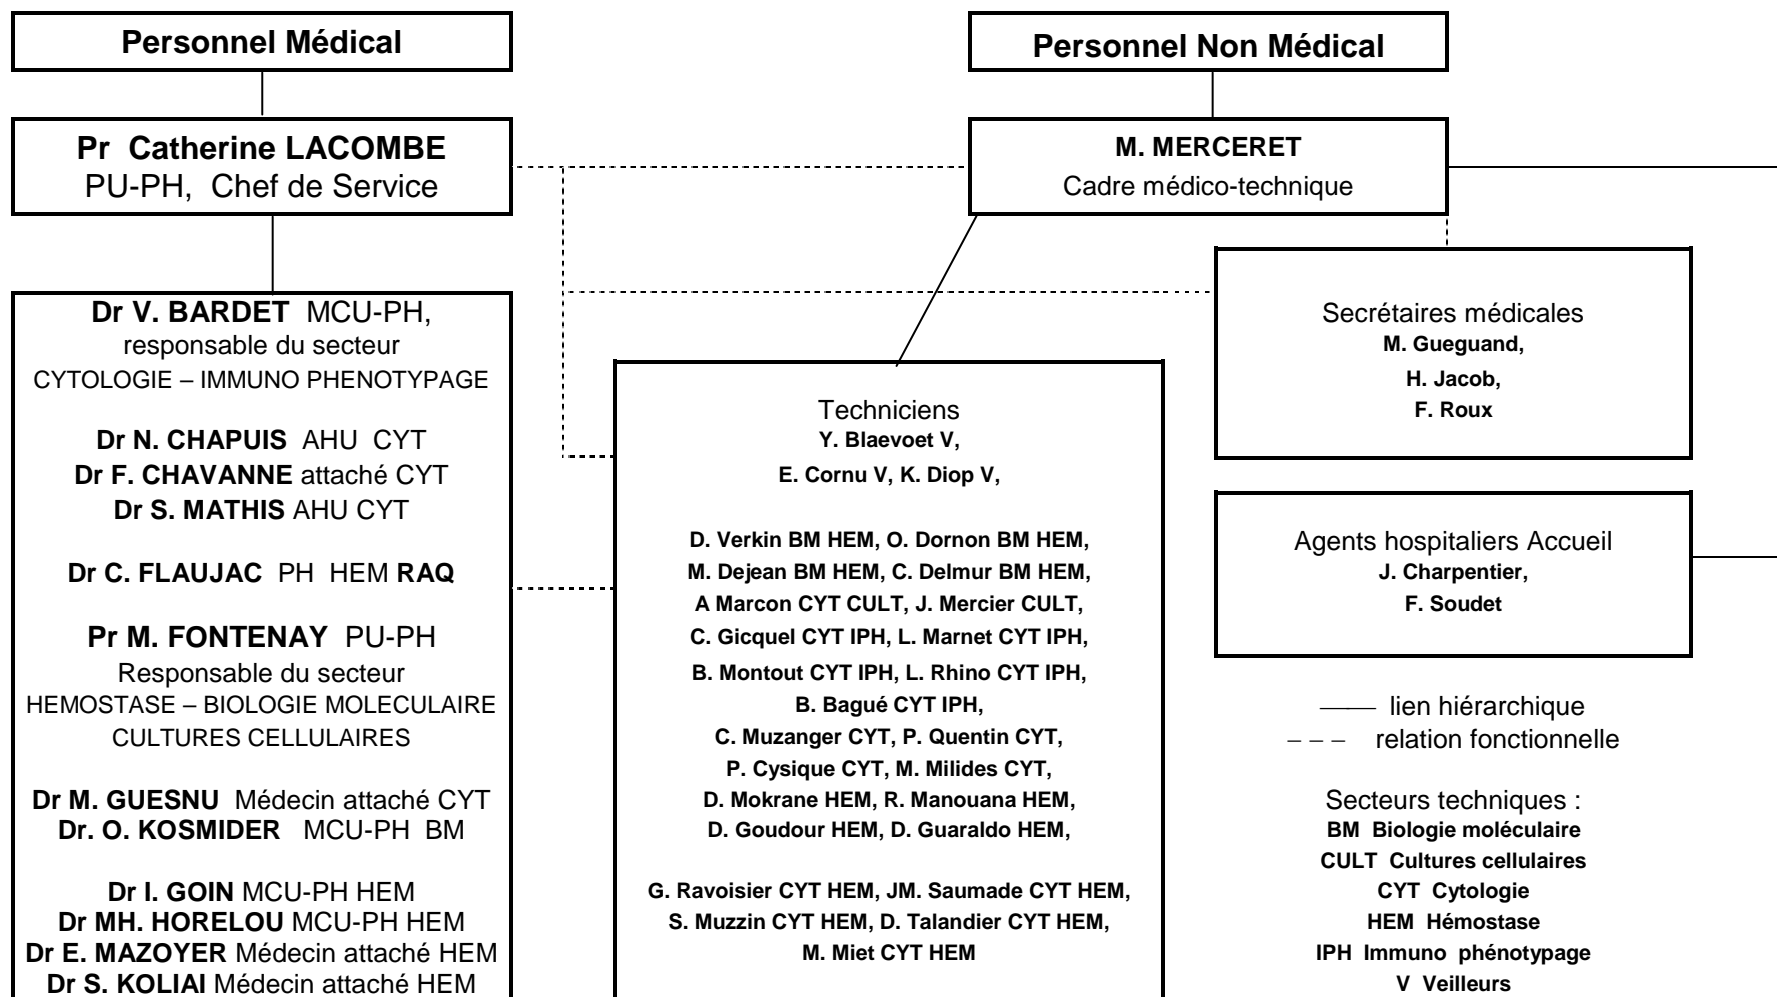 Personnel Médical
Pr Catherine LACOMBE
PU-PH, Chef de Service
Dr V. BARDET MCU-PH,
responsable du secteur
CYTOLOGIE – IMMUNO PHENOTYPAGE
Dr N. CHAPUIS AHU CYT
Dr F. CHAVANNE attaché CYT
Dr S. MATHIS AHU CYT
Dr C. FLAUJAC PH HEM RAQ
Pr M. FONTENAY PU-PH
Responsable du secteur
HEMOSTASE – BIOLOGIE MOLECULAIRE
CULTURES CELLULAIRES
Dr M. GUESNU Médecin attaché CYT
Dr. O. KOSMIDER MCU-PH BM
Dr I. GOIN MCU-PH HEM
Dr MH. HORELOU MCU-PH HEM
Dr E. MAZOYER Médecin attaché HEM
Dr S. KOLIAI Médecin attaché HEM
Personnel Non Médical
M. MERCERET
Cadre médico-technique
Techniciens
Y. Blaevoet V,
E. Cornu V, K. Diop V,
D. Verkin BM HEM, O. Dornon BM HEM,
M. Dejean BM HEM, C. Delmur BM HEM,
A Marcon CYT CULT, J. Mercier CULT,
C. Gicquel CYT IPH, L. Marnet CYT IPH,
B. Montout CYT IPH, L. Rhino CYT IPH,
B. Bagué CYT IPH,
C. Muzanger CYT, P. Quentin CYT,
P. Cysique CYT, M. Milides CYT,
D. Mokrane HEM, R. Manouana HEM,
D. Goudour HEM, D. Guaraldo HEM,
G. Ravoisier CYT HEM, JM. Saumade CYT HEM,
S. Muzzin CYT HEM, D. Talandier CYT HEM,
M. Miet CYT HEM
Secrétaires médicales
M. Gueguand,
H. Jacob,
F. Roux
Agents hospitaliers Accueil
J. Charpentier,
F. Soudet
lien hiérarchique
relation fonctionnelle
Secteurs techniques :
BM Biologie moléculaire
CULT Cultures cellulaires
CYT Cytologie
HEM Hémostase
IPH Immuno phénotypage
V Veilleurs